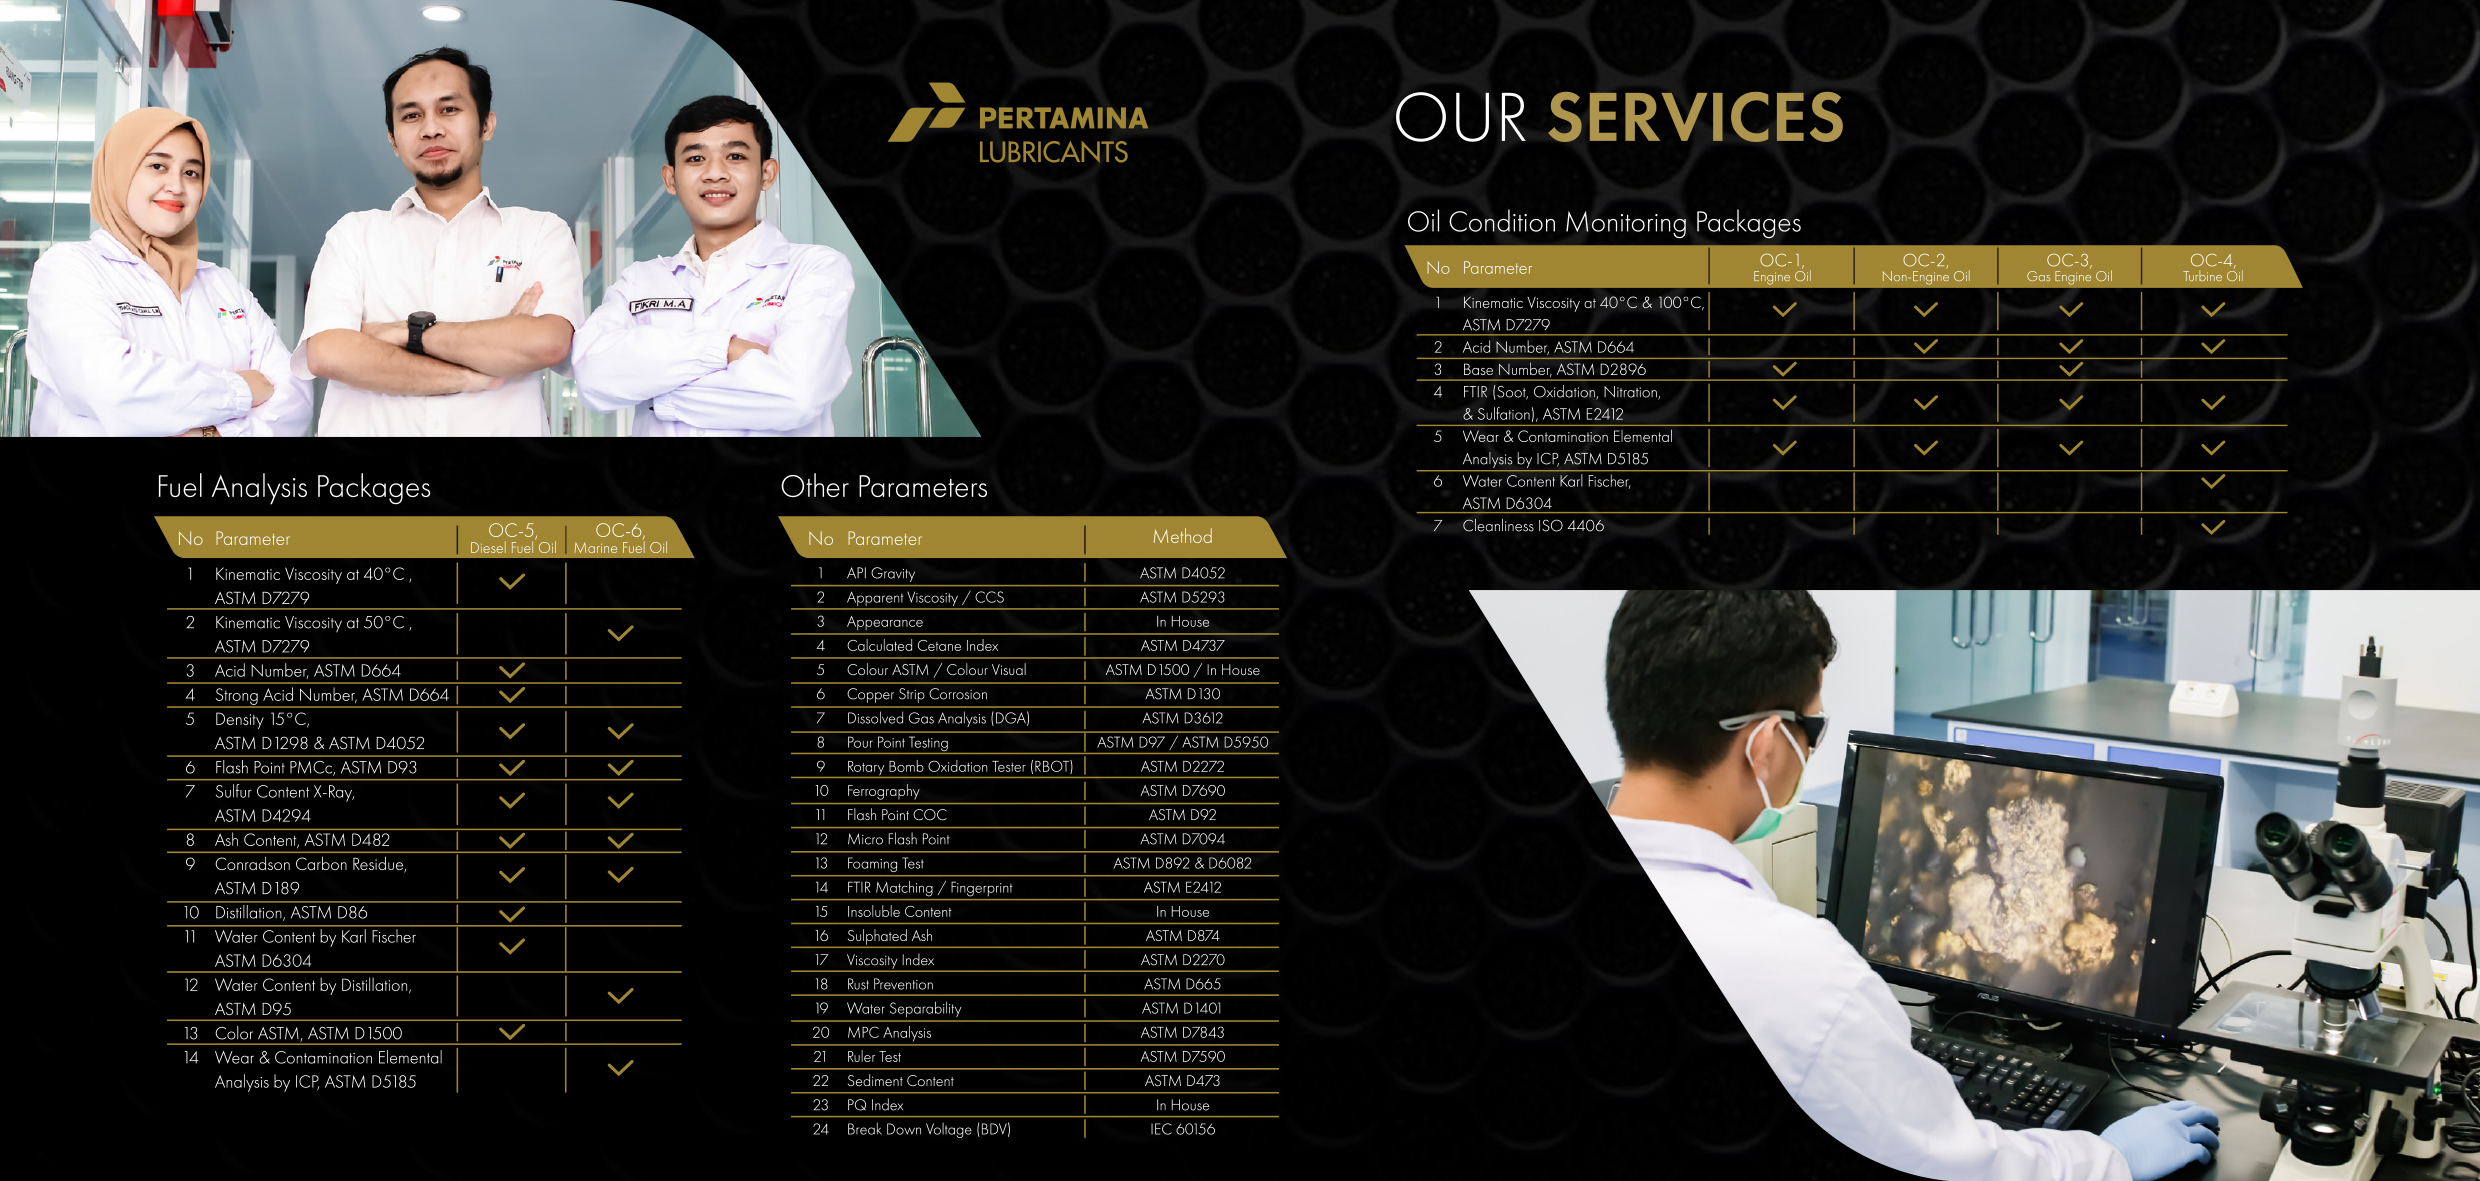 PERTAMINA
LUBRICANTS
FIKRI M.A
OUR SERVICES
Oil Condition Monitoring Packages
No Parameter OC-1, Engine Oil OC-2, Non-Engine Oil OC-3, Gas Engine Oil OC-4, Turbine Oil
1 Kinematic Viscosity at 40°C & 100°C,
ASTM D7279
2 Acid Number, ASTM D664
3 Base Number, ASTM D2896
4 FTIR (Soot, Oxidation, Nitration,
& Sulfation), ASTM E2412
5 Wear & Contamination Elemental
Analysis by ICP, ASTM D5185
6 Water Content Karl Fischer,
ASTM D6304
7 Cleanliness ISO 4406
Fuel Analysis Packages
No Parameter OC-5, Diesel Fuel Oil OC-6, Marine Fuel Oil
1 Kinematic Viscosity at 40°C ,
ASTM D7279
2 Kinematic Viscosity at 50°C ,
ASTM D7279
3 Acid Number, ASTM D664
4 Strong Acid Number, ASTM D664
5 Density 15°C,
ASTM D1298 & ASTM D4052
6 Flash Point PMCc, ASTM D93
7 Sulfur Content X-Ray,
ASTM D4294
8 Ash Content, ASTM D482
9 Conradson Carbon Residue,
ASTM D189
10 Distillation, ASTM D86
11 Water Content by Karl Fischer
ASTM D6304
12 Water Content by Distillation,
ASTM D95
13 Color ASTM, ASTM D1500
14 Wear & Contamination Elemental
Analysis by ICP, ASTM D5185
Other Parameters
No Parameter Method
1 API Gravity ASTM D4052
2 Apparent Viscosity / CCS ASTM D5293
3 Appearance In House
4 Calculated Cetane Index ASTM D4737
5 Colour ASTM / Colour Visual ASTM D1500 / In House
6 Copper Strip Corrosion ASTM D130
7 Dissolved Gas Analysis (DGA) ASTM D3612
8 Pour Point Testing ASTM D97 / ASTM D5950
9 Rotary Bomb Oxidation Tester (RBOT) ASTM D2272
10 Ferrography ASTM D7690
11 Flash Point COC ASTM D92
12 Micro Flash Point ASTM D7094
13 Foaming Test ASTM D892 & D6082
14 FTIR Matching / Fingerprint ASTM E2412
15 Insoluble Content In House
16 Sulphated Ash ASTM D874
17 Viscosity Index ASTM D2270
18 Rust Prevention ASTM D665
19 Water Separability ASTM D1401
20 MPC Analysis ASTM D7843
21 Ruler Test ASTM D7590
22 Sediment Content ASTM D473
23 PQ Index In House
24 Break Down Voltage (BDV) IEC 60156
ASUS